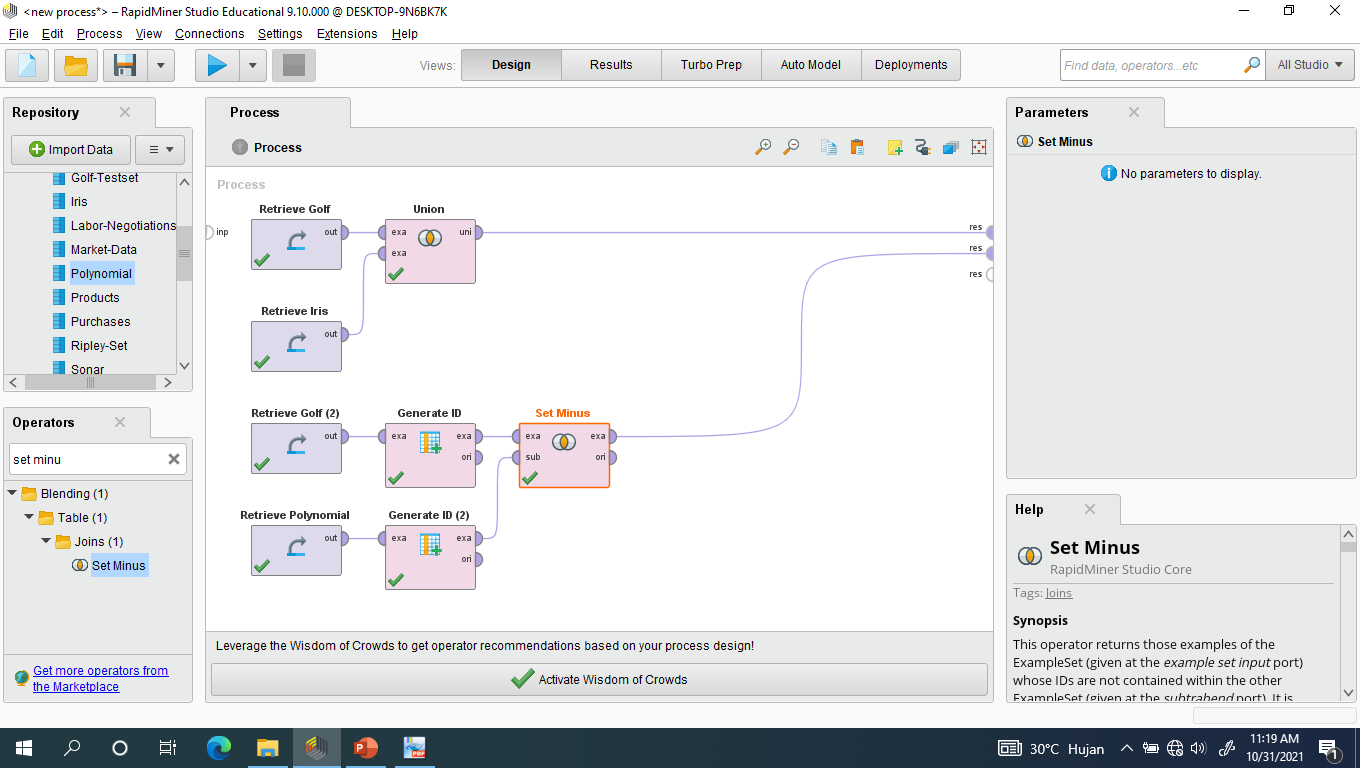 <new process*> – RapidMiner Studio Educational 9.10.000 @ DESKTOP-9N6BK7K
File Edit Process View Connections Settings Extensions Help
Views: Design Results Turbo Prep Auto Model Deployments
Find data, operators...etc
All Studio
Repository
Import Data
Golf-Testset
Iris
Labor-Negotiations
Market-Data
Polynomial
Products
Purchases
Ripley-Set
Sonar
Operators
set minu
Blending (1)
Table (1)
Joins (1)
Set Minus
Get more operators from
the Marketplace
Process
Process
Process
inp
Retrieve Golf
out
Union
exa uni
exa
Retrieve Iris
out
Retrieve Golf (2)
out
Generate ID
exa exa
ori
Set Minus
exa exa
sub ori
Retrieve Polynomial
out
Generate ID (2)
exa exa
ori
res
res
res
Leverage the Wisdom of Crowds to get operator recommendations based on your process design!
Activate Wisdom of Crowds
Parameters
Set Minus
No parameters to display.
Help
Set Minus
RapidMiner Studio Core
Tags: Joins
Synopsis
This operator returns those examples of the
ExampleSet (given at the example set input port)
whose IDs are not contained within the other
ExampleSet (given at the subtrahend port). It is
30°C Hujan
11:19 AM
10/31/2021
1